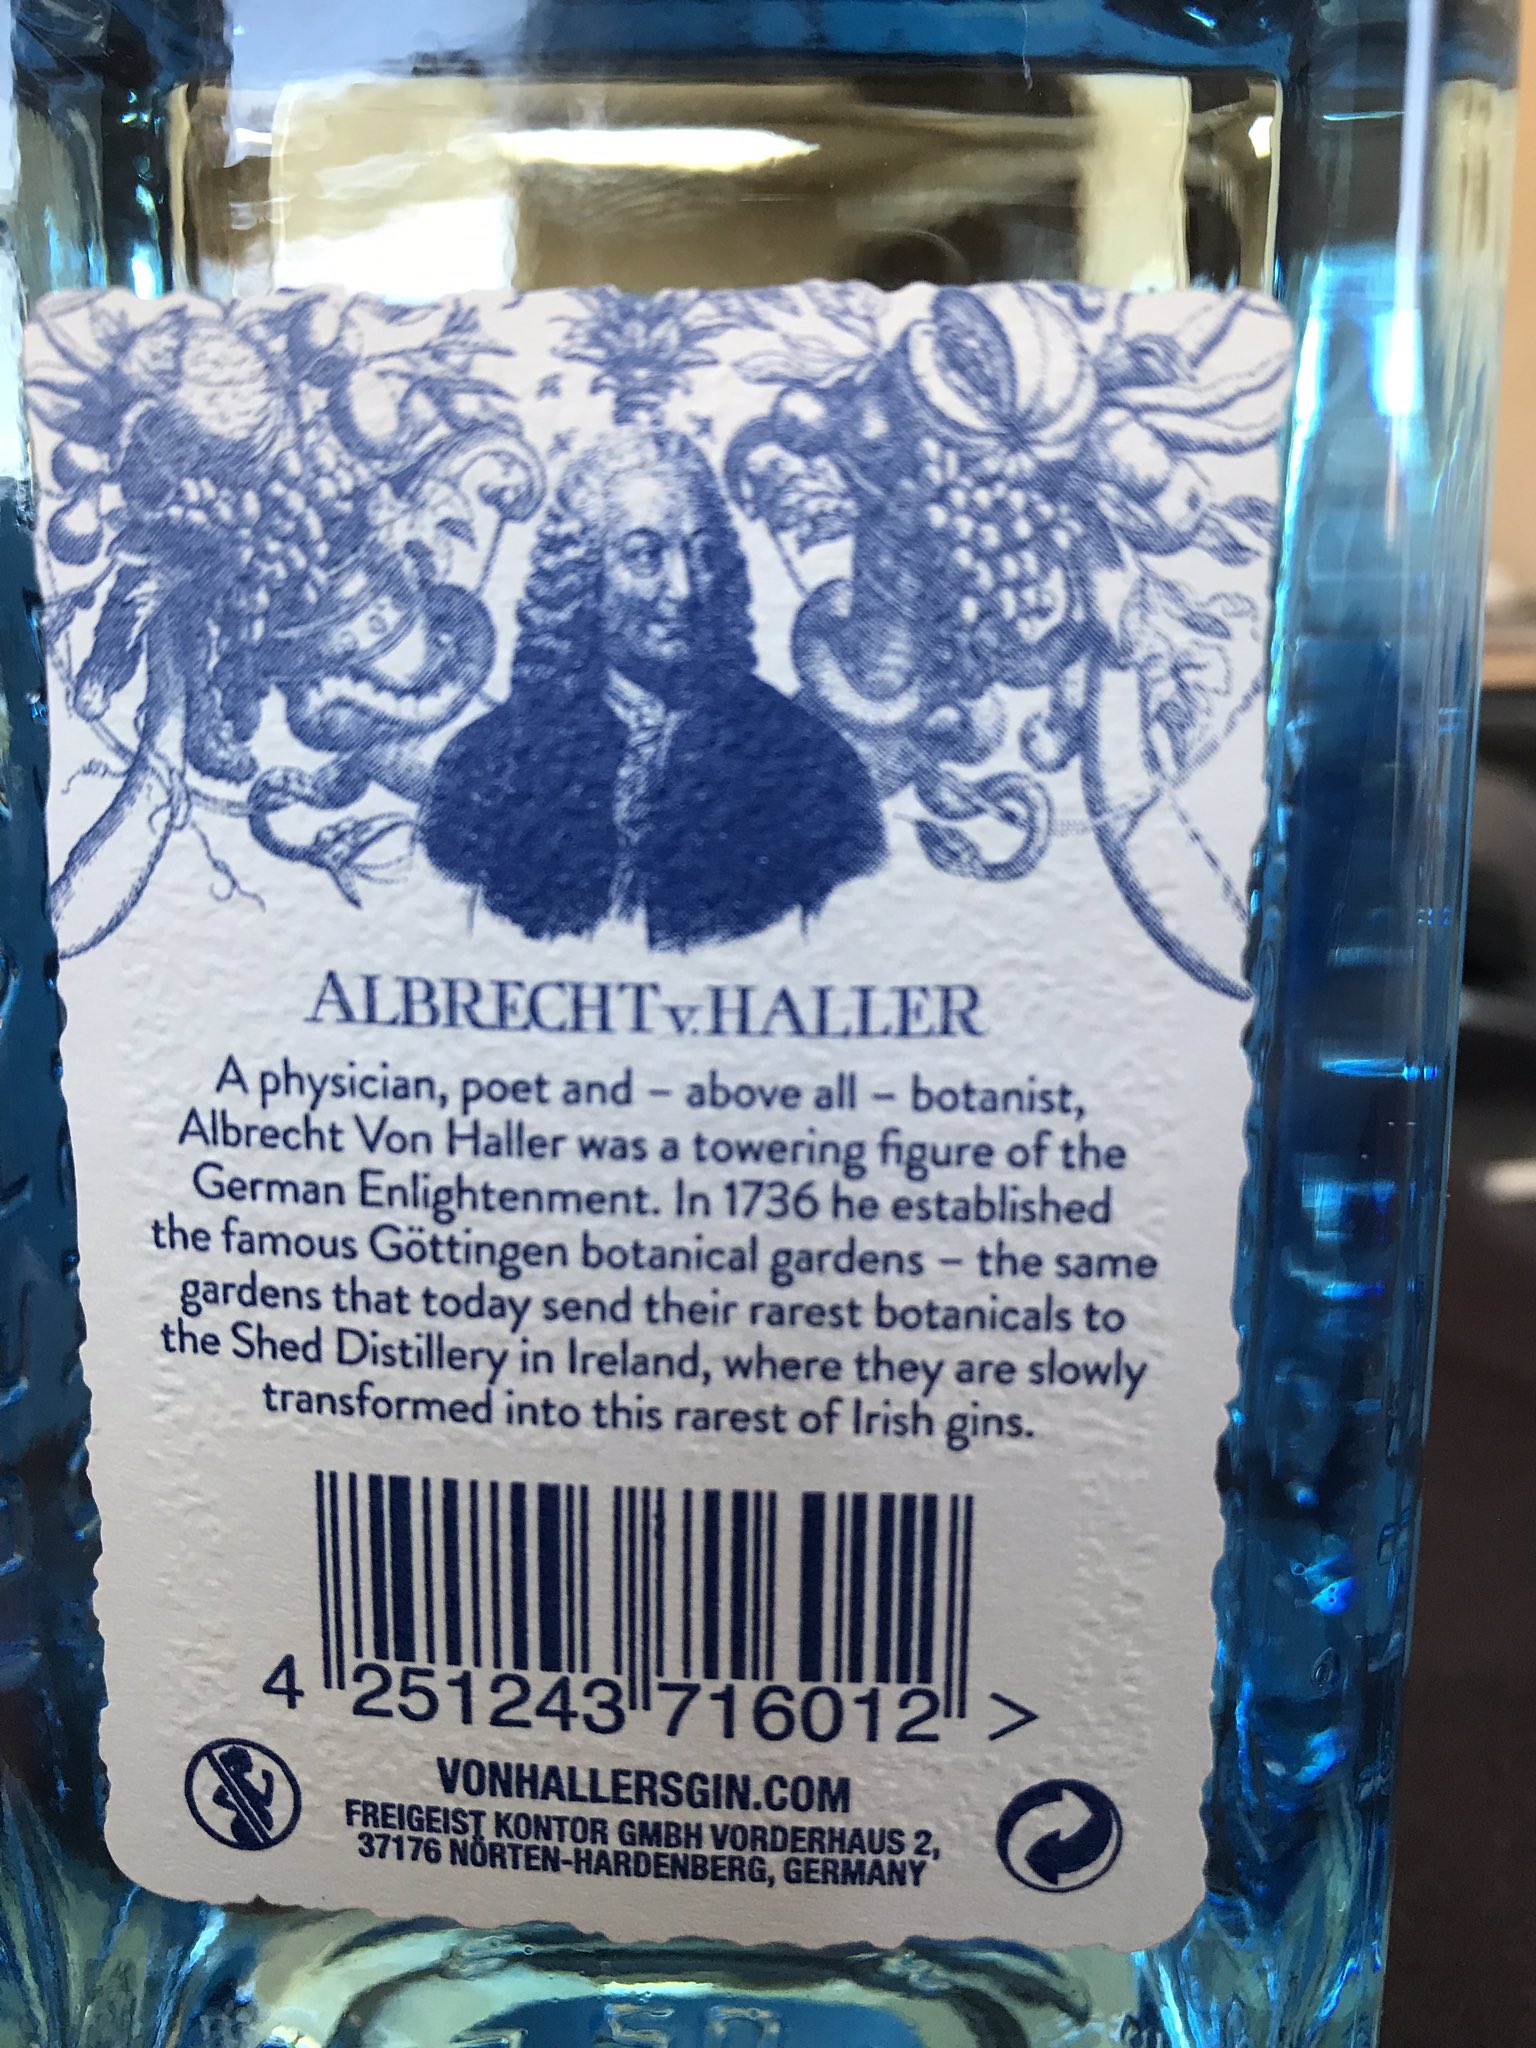 ALBRECHT v. HALLER
A physician, poet and – above all – botanist,
Albrecht Von Haller was a towering figure of the
German Enlightenment. In 1736 he established
the famous Göttingen botanical gardens – the same
gardens that today send their rarest botanicals to
the Shed Distillery in Ireland, where they are slowly
transformed into this rarest of Irish gins.
4 251243 716012 >
VONHALLERSGIN.COM
FREIGEIST KONTOR GMBH VORDERHAUS 2,
37176 NÖRTEN-HARDENBERG, GERMANY